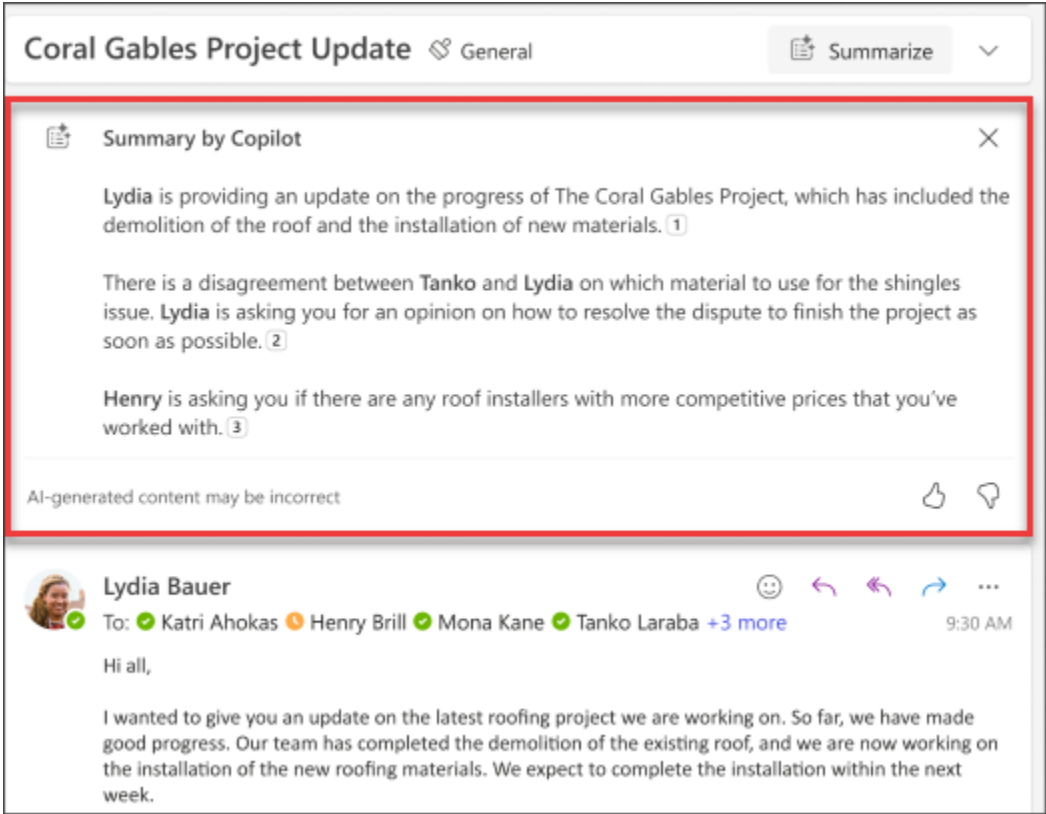 Coral Gables Project Update General Summarize
Summary by Copilot
Lydia is providing an update on the progress of The Coral Gables Project, which has included the
demolition of the roof and the installation of new materials. 1
There is a disagreement between Tanko and Lydia on which material to use for the shingles
issue. Lydia is asking you for an opinion on how to resolve the dispute to finish the project as
soon as possible. 2
Henry is asking you if there are any roof installers with more competitive prices that you’ve
worked with. 3
AI-generated content may be incorrect
Lydia Bauer
To: Katri Ahokas Henry Brill Mona Kane Tanko Laraba +3 more 9:30 AM
Hi all,
I wanted to give you an update on the latest roofing project we are working on. So far, we have made
good progress. Our team has completed the demolition of the existing roof, and we are now working on
the installation of the new roofing materials. We expect to complete the installation within the next
week.